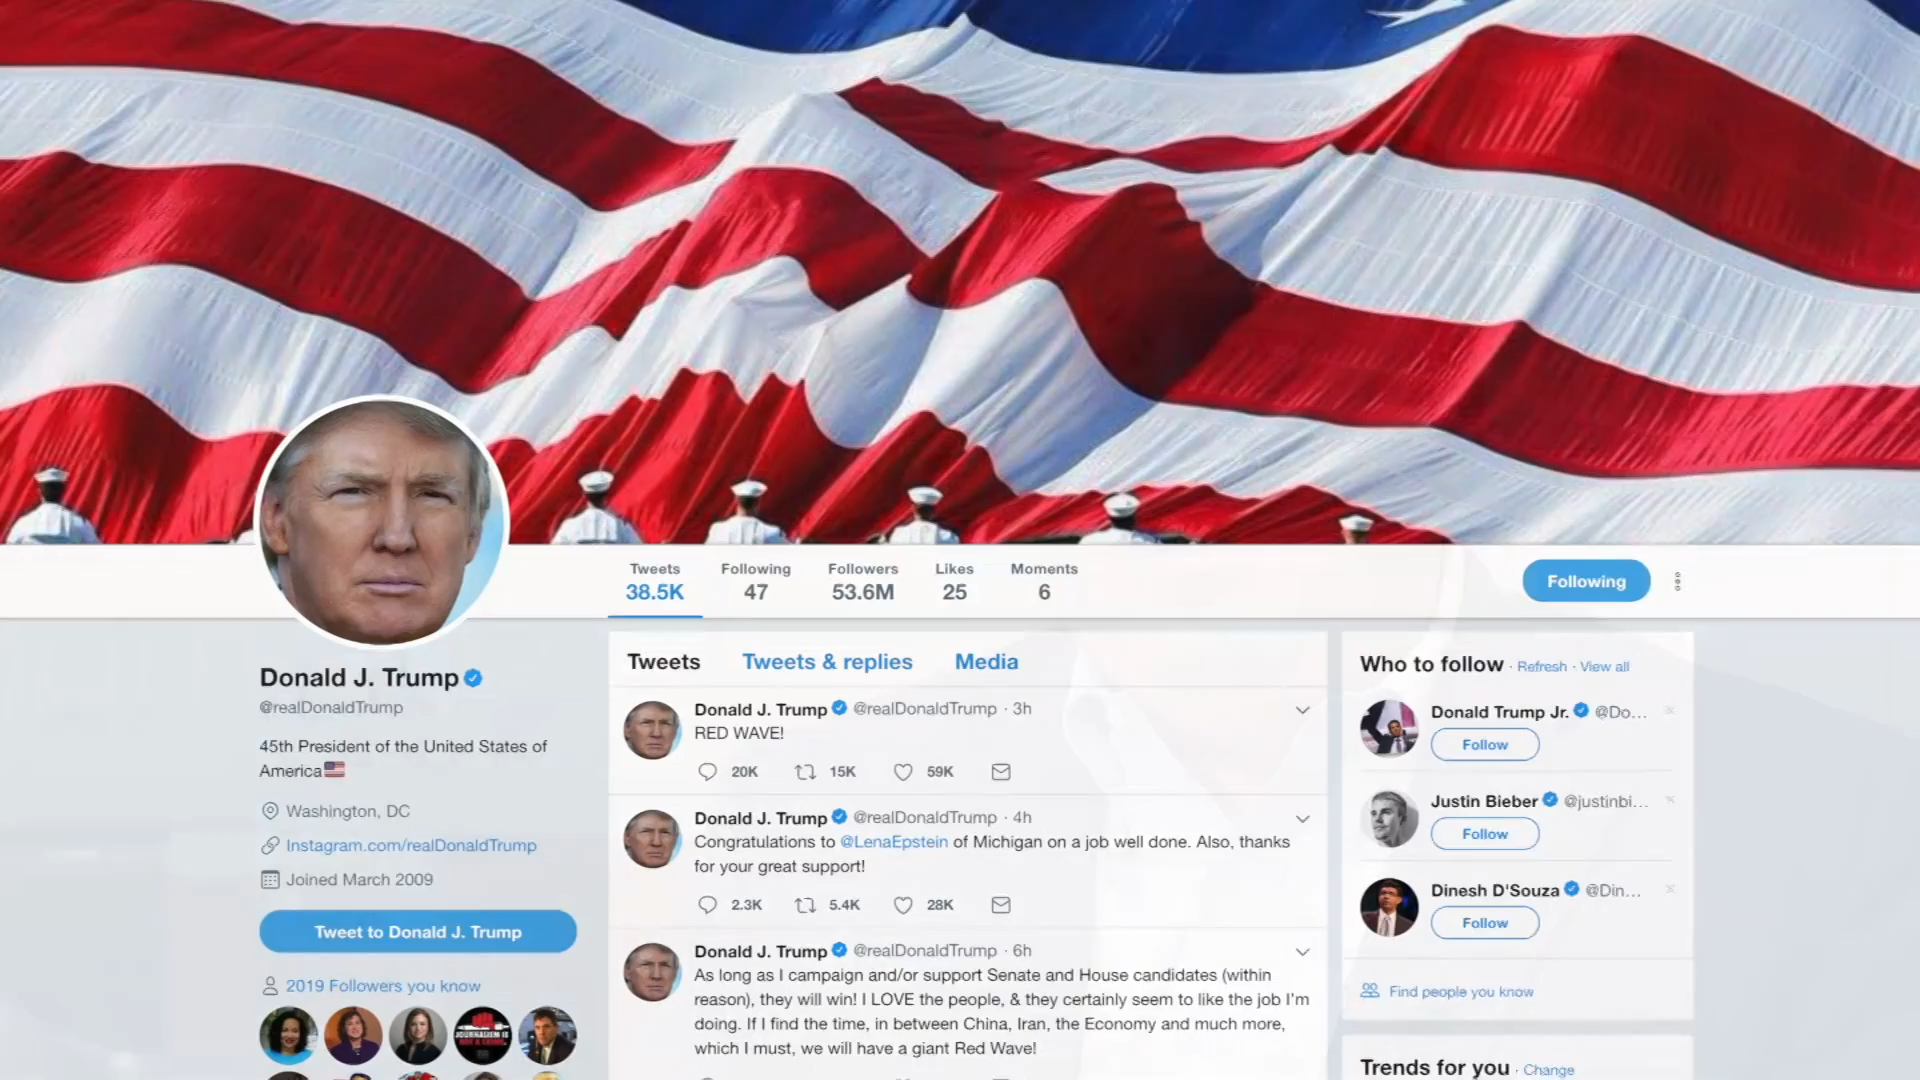 Tweets
38.5K
Following
47
Followers
53.6M
Likes
25
Moments
6
Following
Donald J. Trump
@realDonaldTrump
45th President of the United States of
America
Washington, DC
Instagram.com/realDonaldTrump
Joined March 2009
Tweet to Donald J. Trump
2019 Followers you know
JOURNALISM IS
NOT A CRIME.
Tweets Tweets & replies Media
Donald J. Trump @realDonaldTrump · 3h
RED WAVE!
20K 15K 59K
Donald J. Trump @realDonaldTrump · 4h
Congratulations to @LenaEpstein of Michigan on a job well done. Also, thanks
for your great support!
2.3K 5.4K 28K
Donald J. Trump @realDonaldTrump · 6h
As long as I campaign and/or support Senate and House candidates (within
reason), they will win! I LOVE the people, & they certainly seem to like the job I'm
doing. If I find the time, in between China, Iran, the Economy and much more,
which I must, we will have a giant Red Wave!
Who to follow · Refresh · View all
Donald Trump Jr. @Do...
Follow
Justin Bieber @justinbi...
Follow
Dinesh D'Souza @Din...
Follow
Find people you know
Trends for you · Change